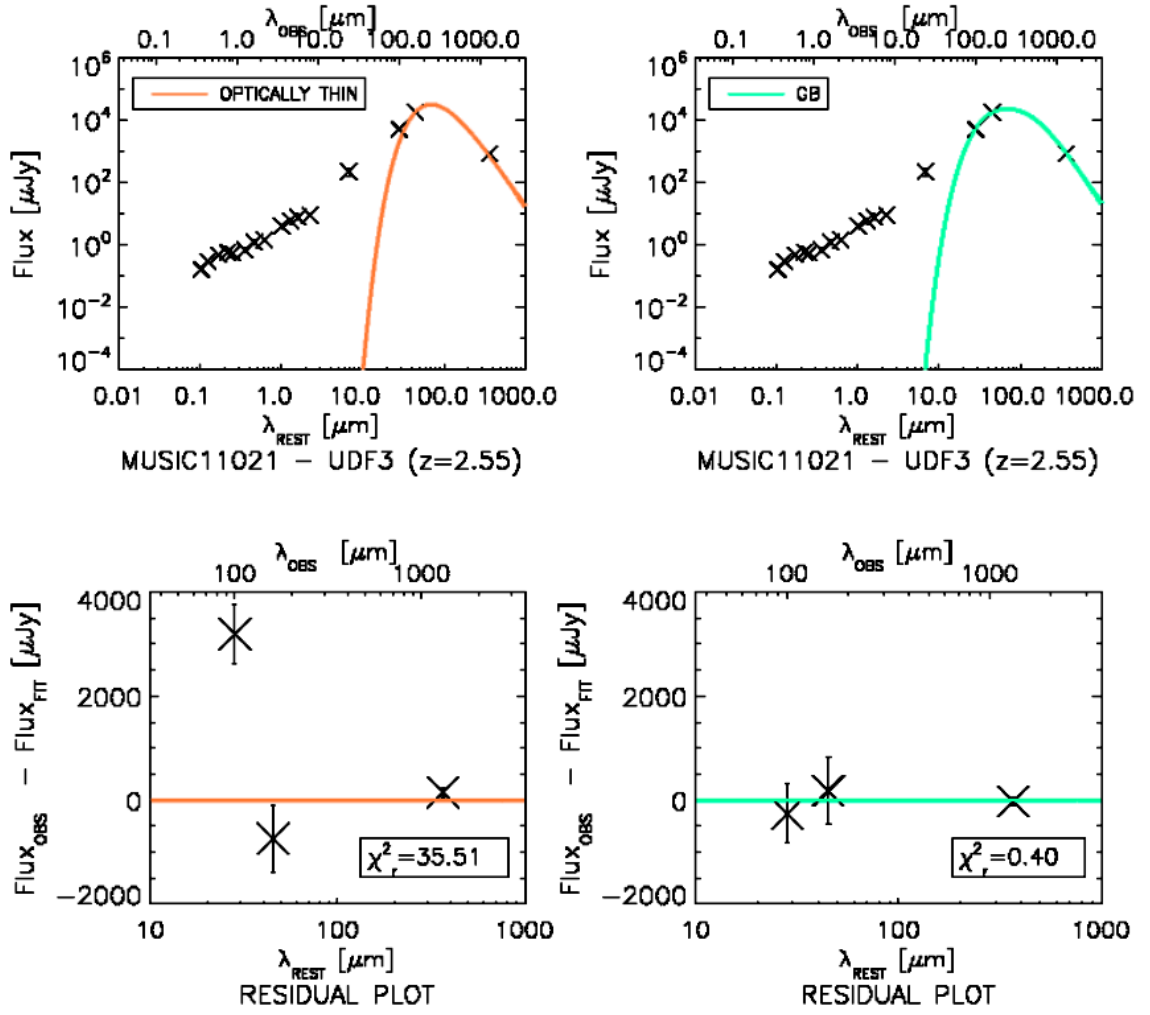 λOBS [μm]
0.1 1.0 10.0 100.0 1000.0
10^6
10^4
10^2
10^0
10^-2
10^-4
Flux [μJy]
OPTICALLY THIN
0.01 0.1 1.0 10.0 100.0 1000.0
λREST [μm]
MUSIC11021 - UDF3 (z=2.55)
λOBS [μm]
0.1 1.0 10.0 100.0 1000.0
10^6
10^4
10^2
10^0
10^-2
10^-4
Flux [μJy]
GB
0.01 0.1 1.0 10.0 100.0 1000.0
λREST [μm]
MUSIC11021 - UDF3 (z=2.55)
λOBS [μm]
100 1000
4000
2000
0
-2000
FluxOBS - FluxFIT [μJy]
χ²r=35.51
10 100 1000
λREST [μm]
RESIDUAL PLOT
λOBS [μm]
100 1000
4000
2000
0
-2000
FluxOBS - FluxFIT [μJy]
χ²r=0.40
10 100 1000
λREST [μm]
RESIDUAL PLOT